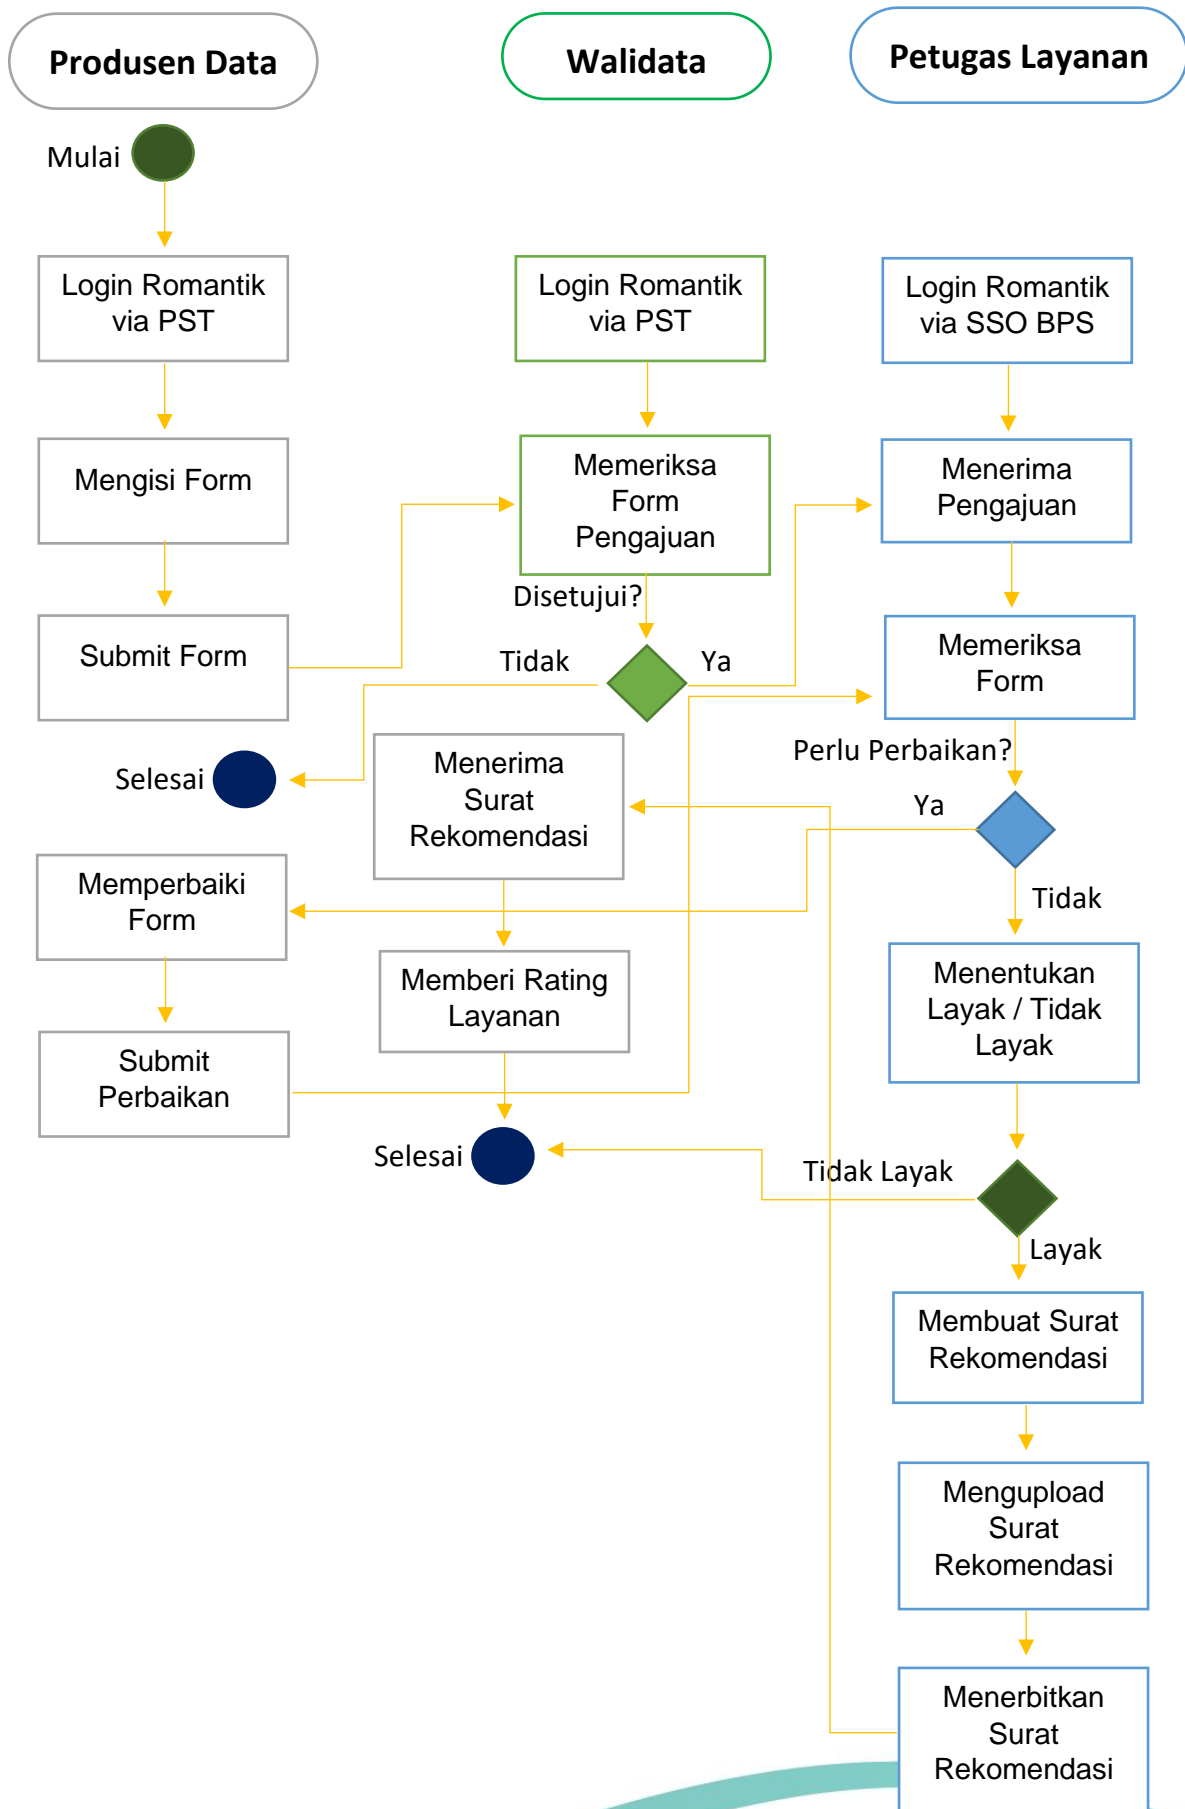 Produsen Data
Walidata
Petugas Layanan
Mulai
Login Romantik
via PST
Login Romantik
via PST
Login Romantik
via SSO BPS
Mengisi Form
Memeriksa
Form
Pengajuan
Menerima
Pengajuan
Disetujui?
Submit Form
Tidak
Ya
Memeriksa
Form
Selesai
Menerima
Surat
Rekomendasi
Perlu Perbaikan?
Ya
Memperbaiki
Form
Tidak
Memberi Rating
Layanan
Menentukan
Layak / Tidak
Layak
Submit
Perbaikan
Selesai
Tidak Layak
Layak
Membuat Surat
Rekomendasi
Mengupload
Surat
Rekomendasi
Menerbitkan
Surat
Rekomendasi